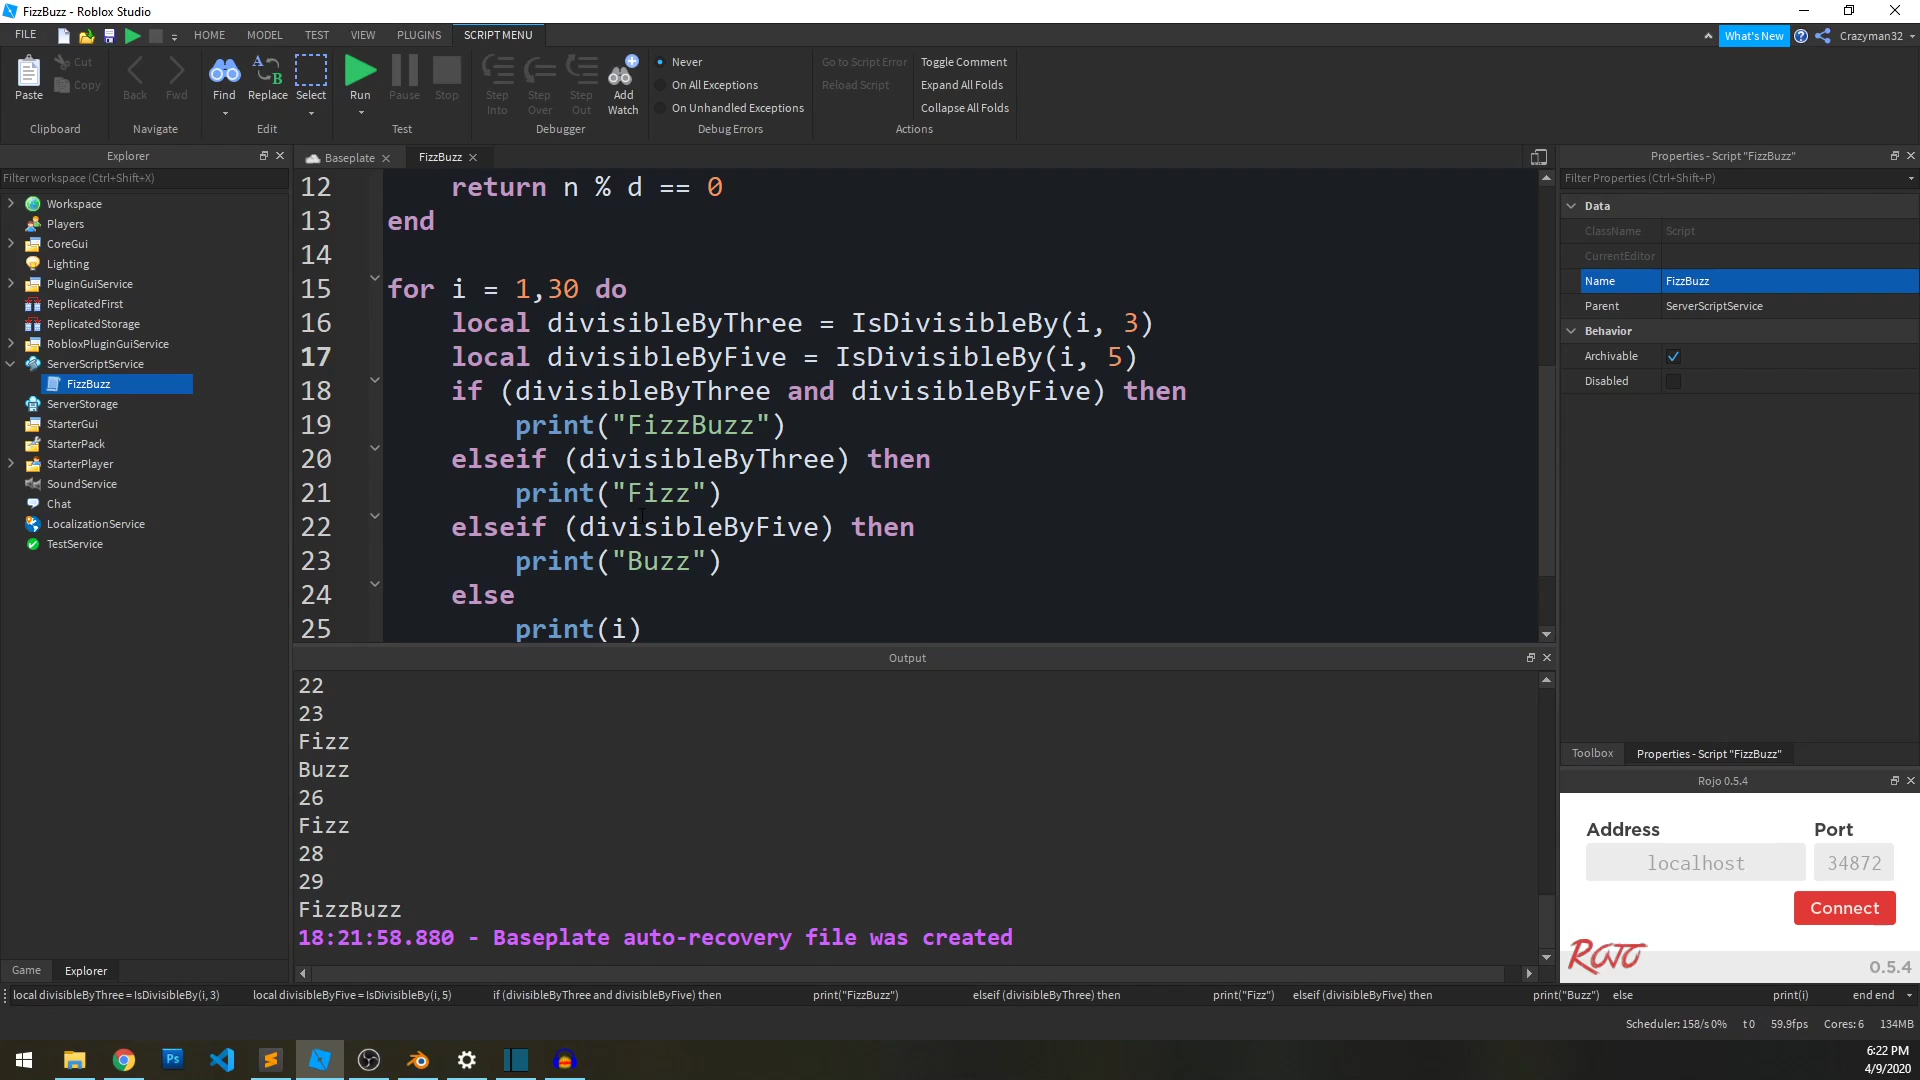 FizzBuzz - Roblox Studio
FILE HOME MODEL TEST VIEW PLUGINS SCRIPT MENU What's New Crazyman32
Paste Cut Copy
Back Fwd
Find Replace Select
Run Pause Stop
Step Into Step Over Step Out Add Watch
Never
On All Exceptions
On Unhandled Exceptions
Go to Script Error
Reload Script
Toggle Comment
Expand All Folds
Collapse All Folds
Clipboard Navigate Edit Test Debugger Debug Errors Actions
Explorer
Filter workspace (Ctrl+Shift+X)
Workspace
Players
CoreGui
Lighting
PluginGuiService
ReplicatedFirst
ReplicatedStorage
RobloxPluginGuiService
ServerScriptService
FizzBuzz
ServerStorage
StarterGui
StarterPack
StarterPlayer
SoundService
Chat
LocalizationService
TestService
Game Explorer
Baseplate FizzBuzz
12 return n % d == 0
13 end
14
15 for i = 1,30 do
16 local divisibleByThree = IsDivisibleBy(i, 3)
17 local divisibleByFive = IsDivisibleBy(i, 5)
18 if (divisibleByThree and divisibleByFive) then
19 print("FizzBuzz")
20 elseif (divisibleByThree) then
21 print("Fizz")
22 elseif (divisibleByFive) then
23 print("Buzz")
24 else
25 print(i)
Output
22
23
Fizz
Buzz
26
Fizz
28
29
FizzBuzz
18:21:58.880 - Baseplate auto-recovery file was created
Properties - Script "FizzBuzz"
Filter Properties (Ctrl+Shift+P)
Data
ClassName Script
CurrentEditor
Name FizzBuzz
Parent ServerScriptService
Behavior
Archivable
Disabled
Toolbox Properties - Script "FizzBuzz"
Rojo 0.5.4
Address Port
localhost 34872
Connect
ROJO 0.5.4
local divisibleByThree = IsDivisibleBy(i, 3) local divisibleByFive = IsDivisibleBy(i, 5) if (divisibleByThree and divisibleByFive) then print("FizzBuzz") elseif (divisibleByThree) then print("Fizz") elseif (divisibleByFive) then print("Buzz") else print(i) end end
Scheduler: 158/s 0% t 0 59.9fps Cores: 6 134MB
Ps
6:22 PM
4/9/2020